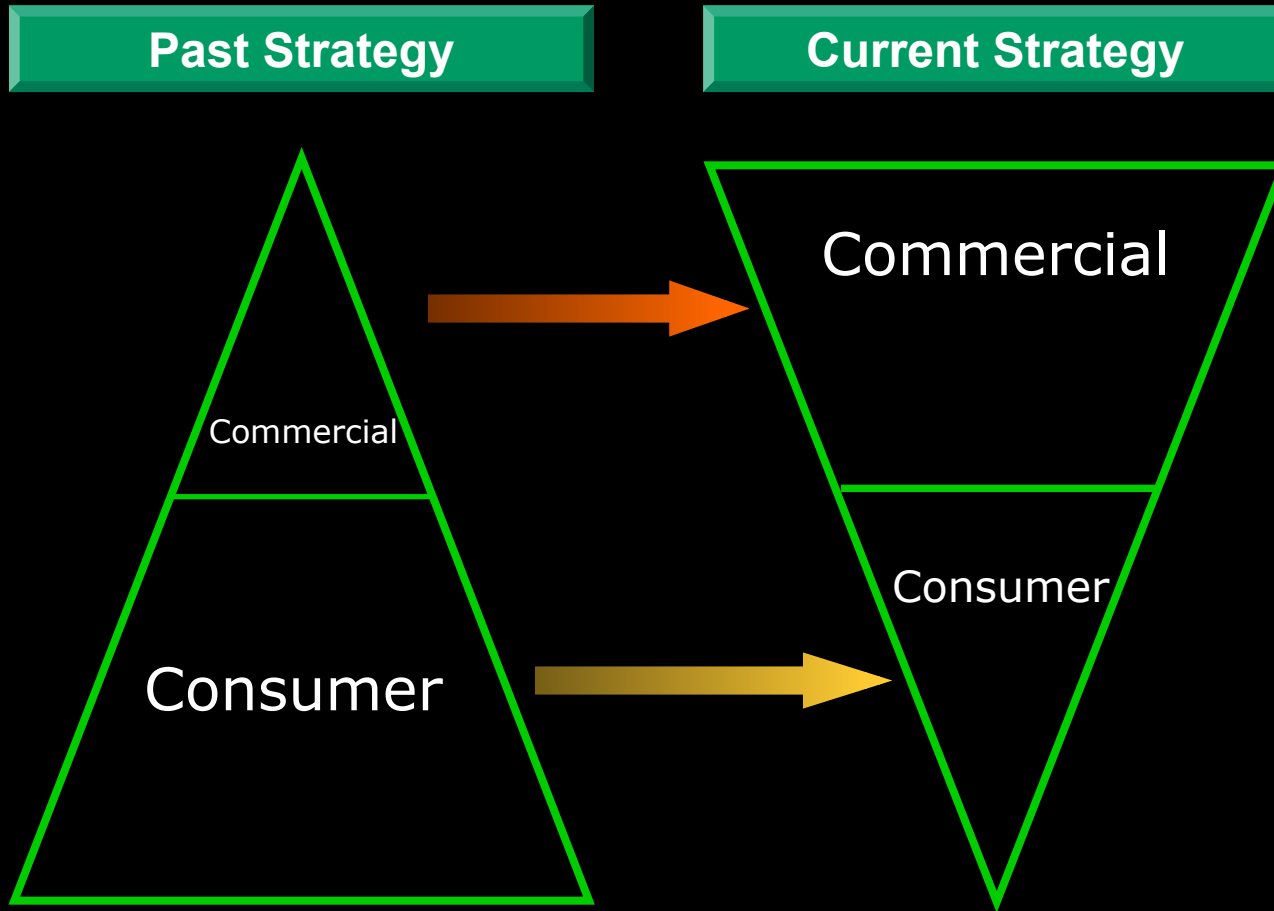 Past Strategy
Current Strategy
Commercial
Consumer
Commercial
Consumer